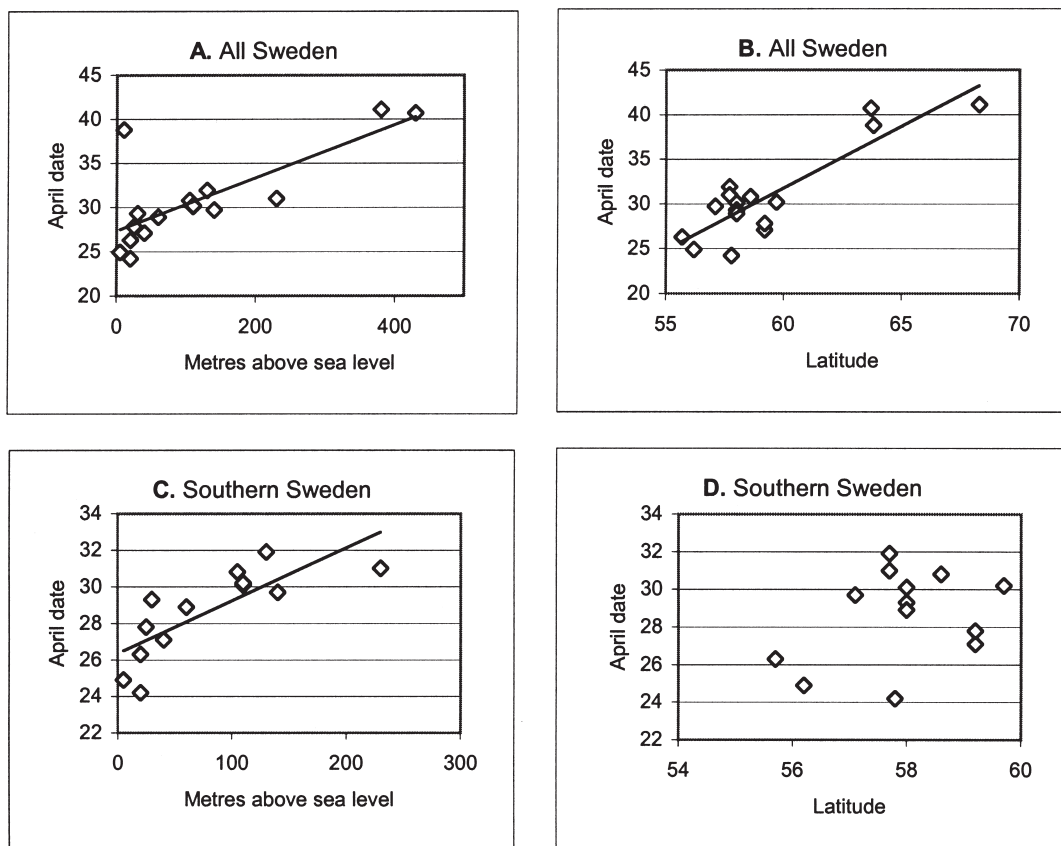 A. All Sweden
45
40
35
30
25
20
0 200 400
April date
Metres above sea level
B. All Sweden
45
40
35
30
25
20
55 60 65 70
April date
Latitude
C. Southern Sweden
34
32
30
28
26
24
22
0 100 200 300
April date
Metres above sea level
D. Southern Sweden
34
32
30
28
26
24
22
54 56 58 60
April date
Latitude